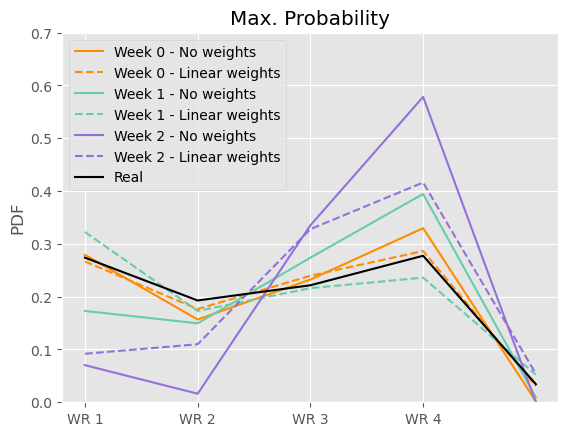 Max. Probability
PDF
0.7
0.6
0.5
0.4
0.3
0.2
0.1
0.0
Week 0 - No weights
Week 0 - Linear weights
Week 1 - No weights
Week 1 - Linear weights
Week 2 - No weights
Week 2 - Linear weights
Real
WR 1
WR 2
WR 3
WR 4